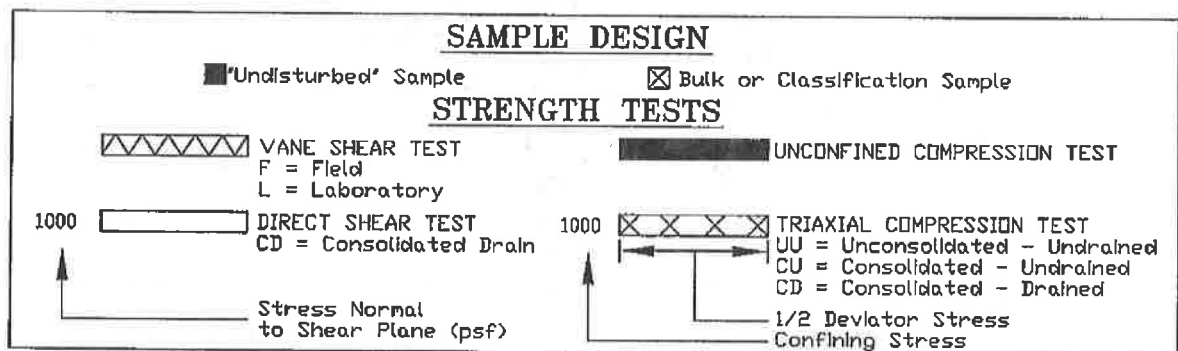 SAMPLE DESIGN
"Undisturbed" Sample
Bulk or Classification Sample
STRENGTH TESTS
VANE SHEAR TEST
F = Field
L = Laboratory
UNCONFINED COMPRESSION TEST
1000
DIRECT SHEAR TEST
CD = Consolidated Drain
Stress Normal
to Shear Plane (psf)
1000
TRIAXIAL COMPRESSION TEST
UU = Unconsolidated - Undrained
CU = Consolidated - Undrained
CD = Consolidated - Drained
1/2 Deviator Stress
Confining Stress